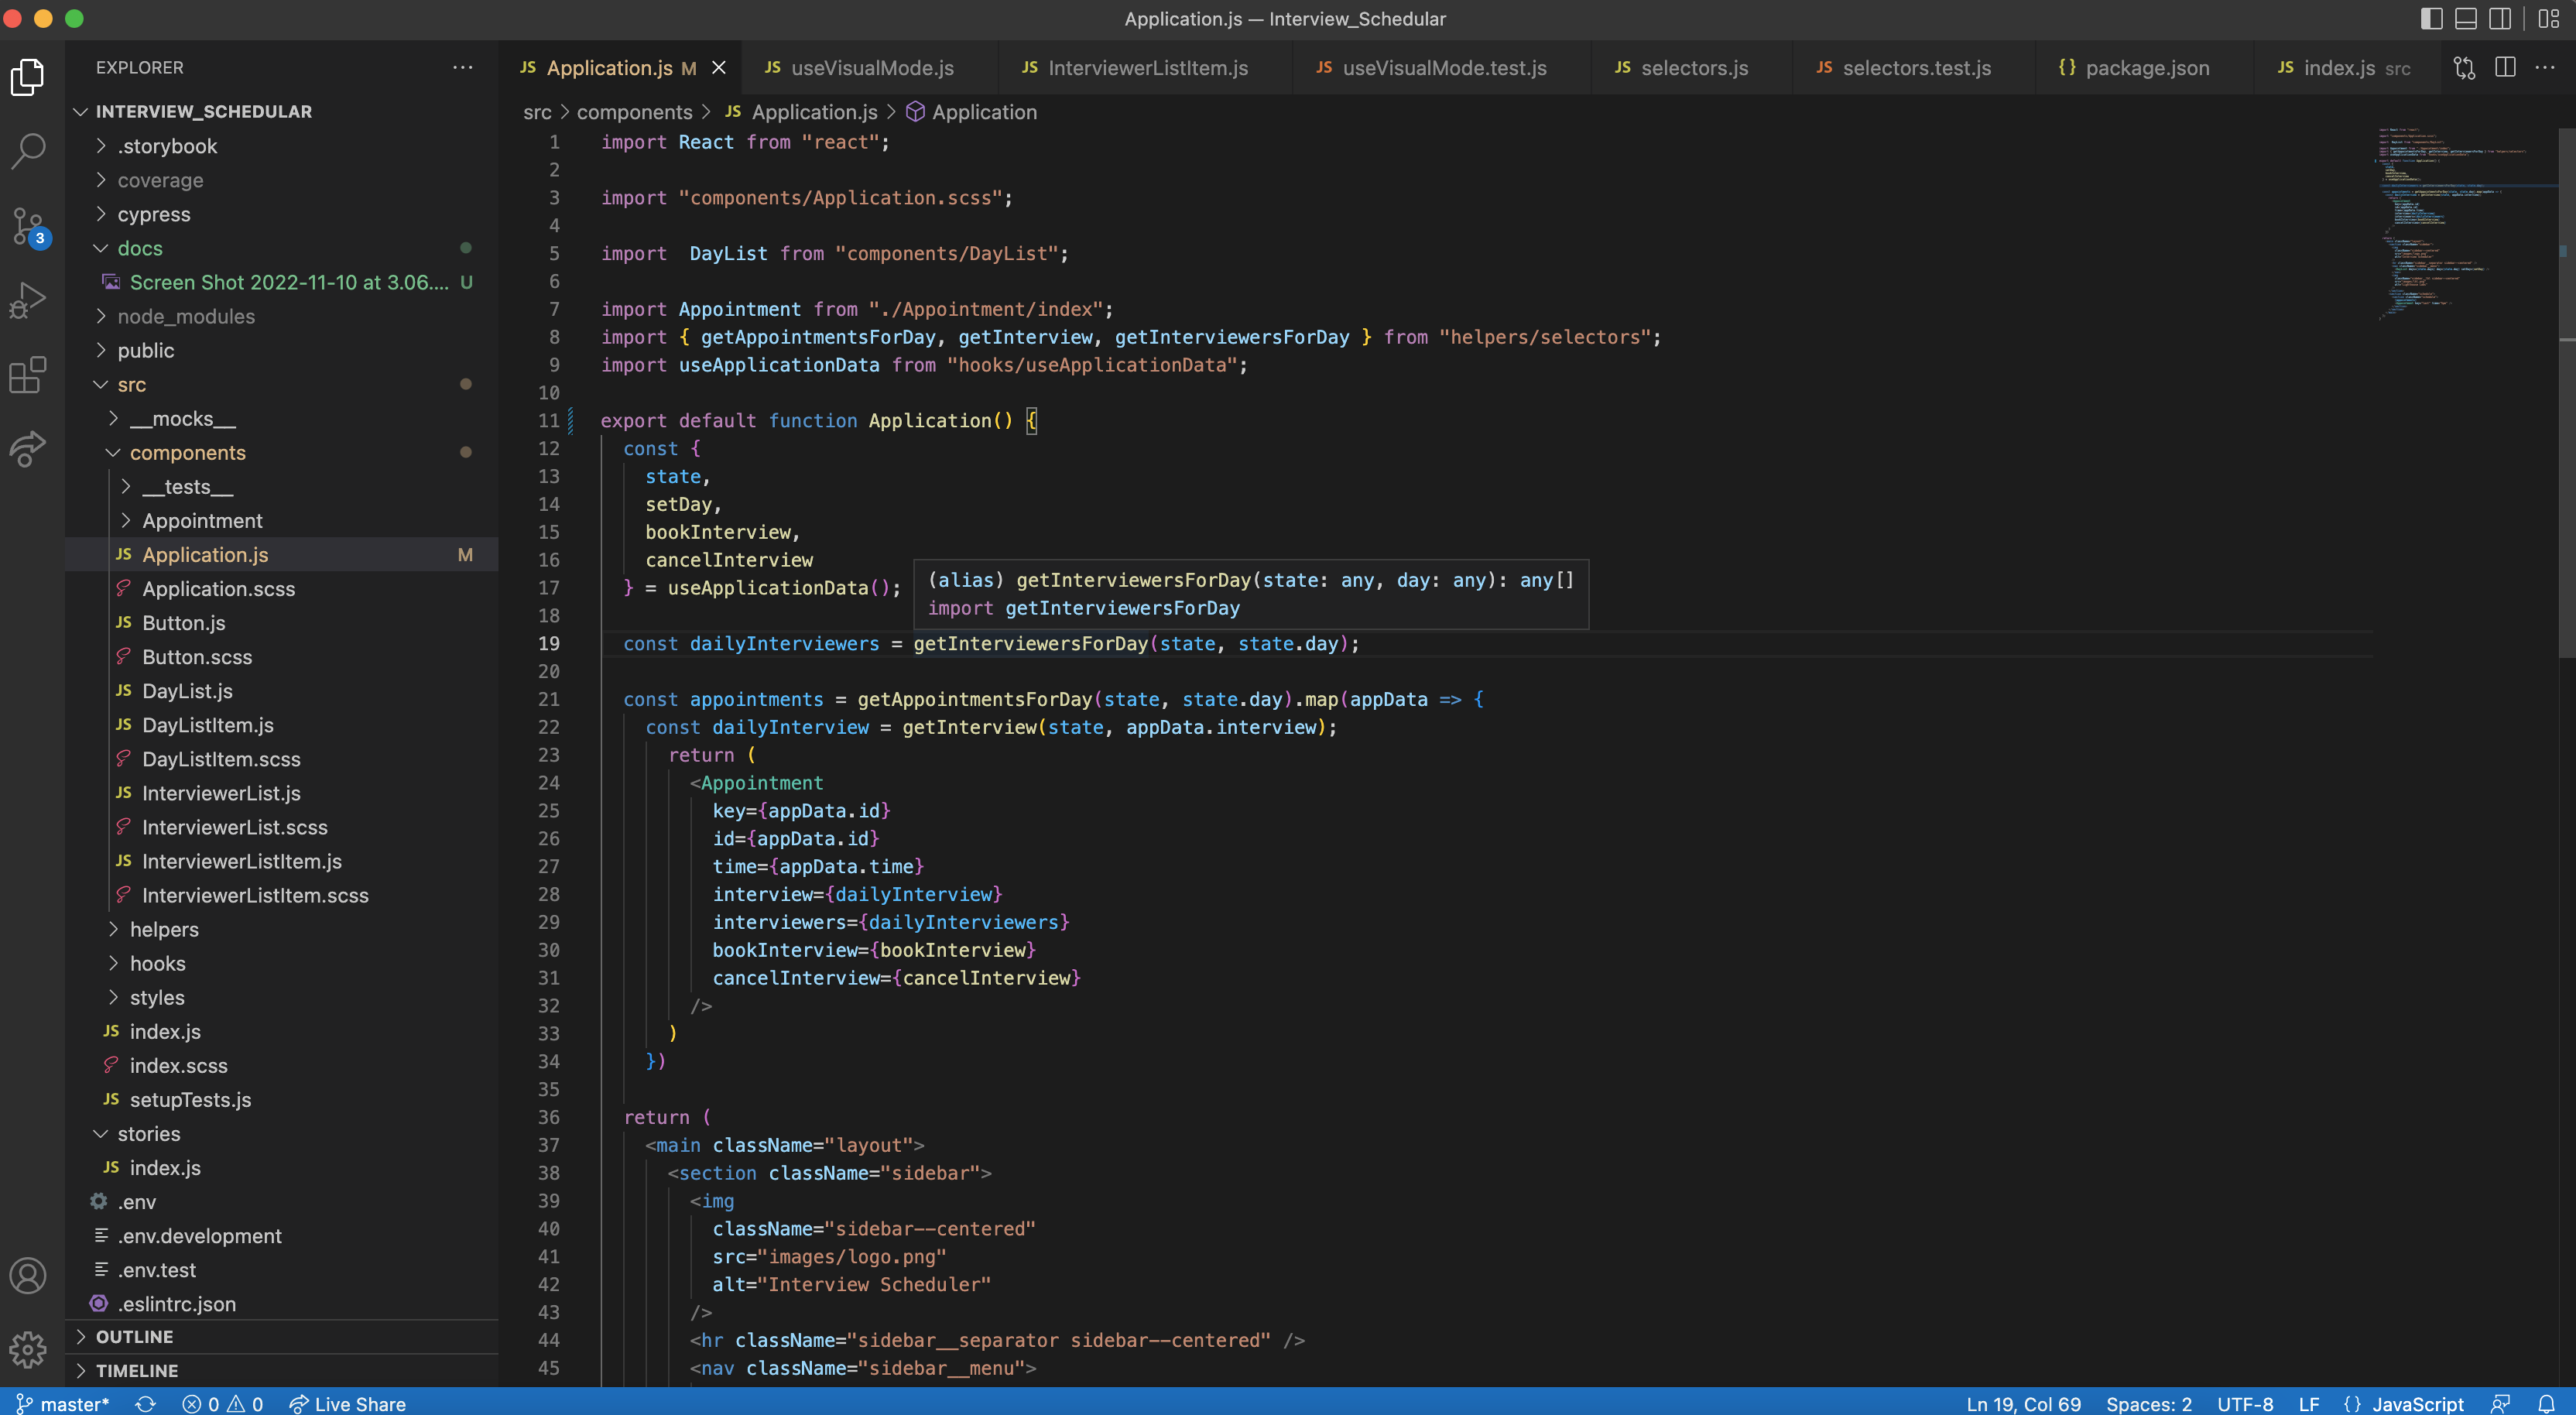 Application.js — Interview_Schedular
EXPLORER
INTERVIEW_SCHEDULAR
.storybook
coverage
cypress
docs
Screen Shot 2022-11-10 at 3.06.... U
node_modules
public
src
__mocks__
components
__tests__
Appointment
JS Application.js M
Application.scss
JS Button.js
Button.scss
JS DayList.js
JS DayListItem.js
DayListItem.scss
JS InterviewerList.js
InterviewerList.scss
JS InterviewerListItem.js
InterviewerListItem.scss
helpers
hooks
styles
JS index.js
index.scss
JS setupTests.js
stories
JS index.js
.env
.env.development
.env.test
.eslintrc.json
OUTLINE
TIMELINE
3
JS Application.js M JS useVisualMode.js JS InterviewerListItem.js JS useVisualMode.test.js JS selectors.js JS selectors.test.js {} package.json JS index.js src
src > components > JS Application.js > Application
1 import React from "react";
2
3 import "components/Application.scss";
4
5 import  DayList from "components/DayList";
6
7 import Appointment from "./Appointment/index";
8 import { getAppointmentsForDay, getInterview, getInterviewersForDay } from "helpers/selectors";
9 import useApplicationData from "hooks/useApplicationData";
10
11 export default function Application() {
12 const {
13 state,
14 setDay,
15 bookInterview,
16 cancelInterview
17 } = useApplicationData();
(alias) getInterviewersForDay(state: any, day: any): any[]
import getInterviewersForDay
18
19 const dailyInterviewers = getInterviewersForDay(state, state.day);
20
21 const appointments = getAppointmentsForDay(state, state.day).map(appData => {
22 const dailyInterview = getInterview(state, appData.interview);
23 return (
24 <Appointment
25 key={appData.id}
26 id={appData.id}
27 time={appData.time}
28 interview={dailyInterview}
29 interviewers={dailyInterviewers}
30 bookInterview={bookInterview}
31 cancelInterview={cancelInterview}
32 />
33 )
34 })
35
36 return (
37 <main className="layout">
38 <section className="sidebar">
39 <img
40 className="sidebar--centered"
41 src="images/logo.png"
42 alt="Interview Scheduler"
43 />
44 <hr className="sidebar__separator sidebar--centered" />
45 <nav className="sidebar__menu">
master* 0 0 Live Share Ln 19, Col 69 Spaces: 2 UTF-8 LF {} JavaScript